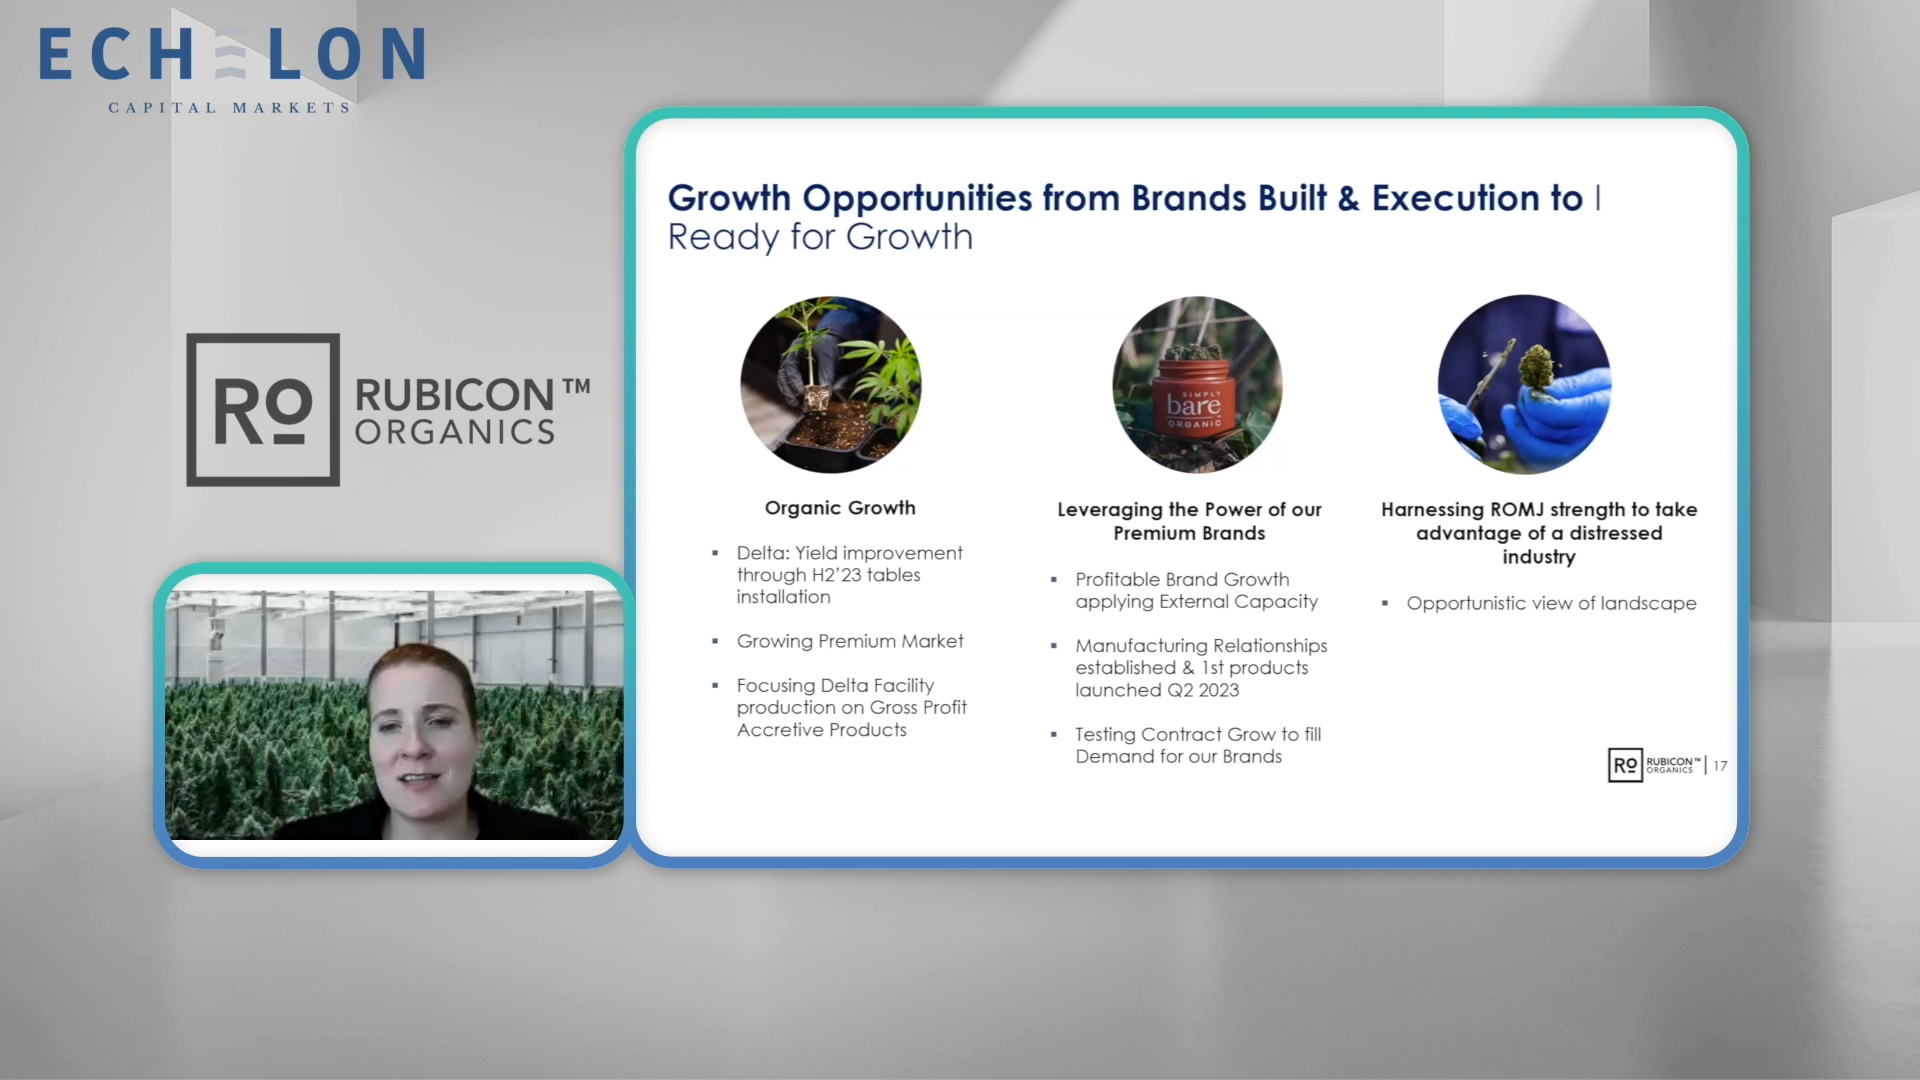 ECHELON
CAPITAL MARKETS
RO
RUBICON™
ORGANICS
Growth Opportunities from Brands Built & Execution to |
Ready for Growth
SIMPLY
bare
ORGANIC
Organic Growth
▪ Delta: Yield improvement
through H2’23 tables
installation
▪ Growing Premium Market
▪ Focusing Delta Facility
production on Gross Profit
Accretive Products
Leveraging the Power of our
Premium Brands
▪ Profitable Brand Growth
applying External Capacity
▪ Manufacturing Relationships
established & 1st products
launched Q2 2023
▪ Testing Contract Grow to fill
Demand for our Brands
Harnessing ROMJ strength to take
advantage of a distressed
industry
▪ Opportunistic view of landscape
RO
RUBICON™
ORGANICS
| 17